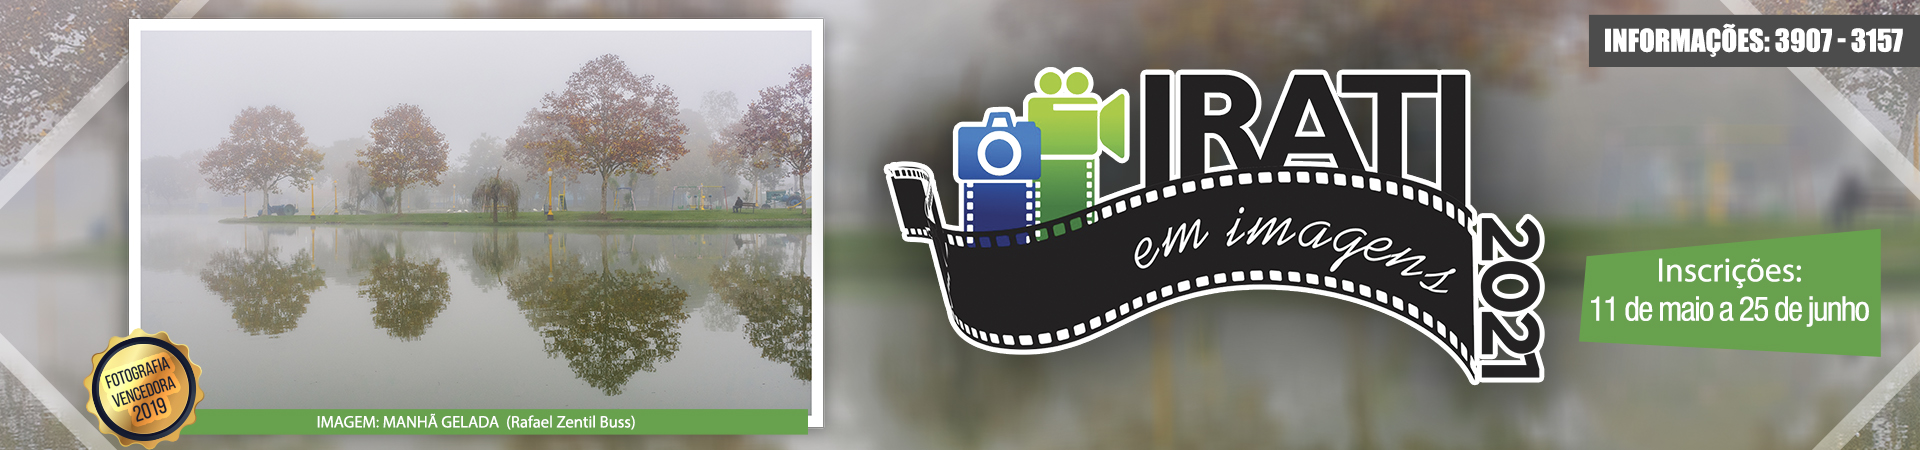 FOTOGRAFIA
VENCEDORA
2019
IMAGEM: MANHÃ GELADA (Rafael Zentil Buss)
IRATI
em imagens
2021
INFORMAÇÕES: 3907 - 3157
Inscrições:
11 de maio a 25 de junho